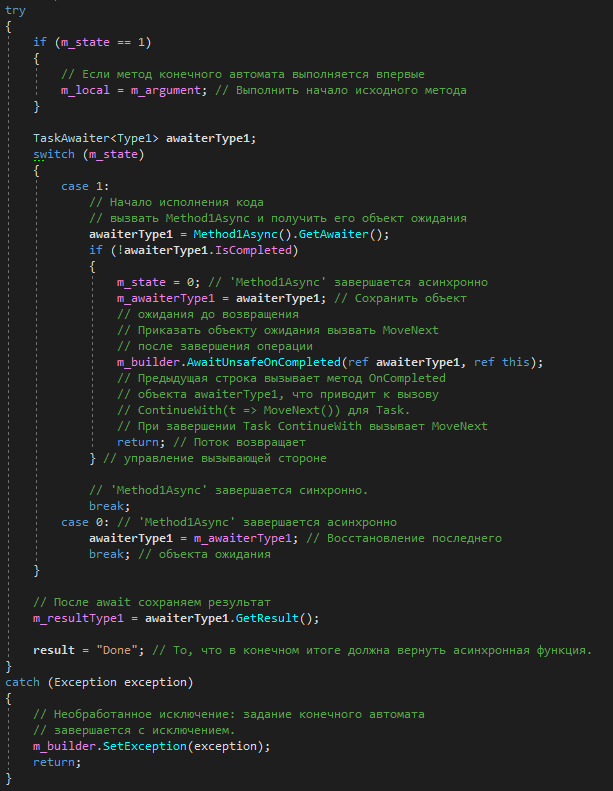 try
{
if (m_state == 1)
{
// Если метод конечного автомата выполняется впервые
m_local = m_argument; // Выполнить начало исходного метода
}
TaskAwaiter<Type1> awaiterType1;
switch (m_state)
{
case 1:
// Начало исполнения кода
// вызвать Method1Async и получить его объект ожидания
awaiterType1 = Method1Async().GetAwaiter();
if (!awaiterType1.IsCompleted)
{
m_state = 0; // 'Method1Async' завершается асинхронно
m_awaiterType1 = awaiterType1; // Сохранить объект
// ожидания до возвращения
// Приказать объекту ожидания вызвать MoveNext
// после завершения операции
m_builder.AwaitUnsafeOnCompleted(ref awaiterType1, ref this);
// Предыдущая строка вызывает метод OnCompleted
// объекта awaiterType1, что приводит к вызову
// ContinueWith(t => MoveNext()) для Task.
// При завершении Task ContinueWith вызывает MoveNext
return; // Поток возвращает
} // управление вызывающей стороне
// 'Method1Async' завершается синхронно.
break;
case 0: // 'Method1Async' завершается асинхронно
awaiterType1 = m_awaiterType1; // Восстановление последнего
break; // объекта ожидания
}
// После await сохраняем результат
m_resultType1 = awaiterType1.GetResult();
result = "Done"; // То, что в конечном итоге должна вернуть асинхронная функция.
}
catch (Exception exception)
{
// Необработанное исключение: задание конечного автомата
// завершается с исключением.
m_builder.SetException(exception);
return;
}